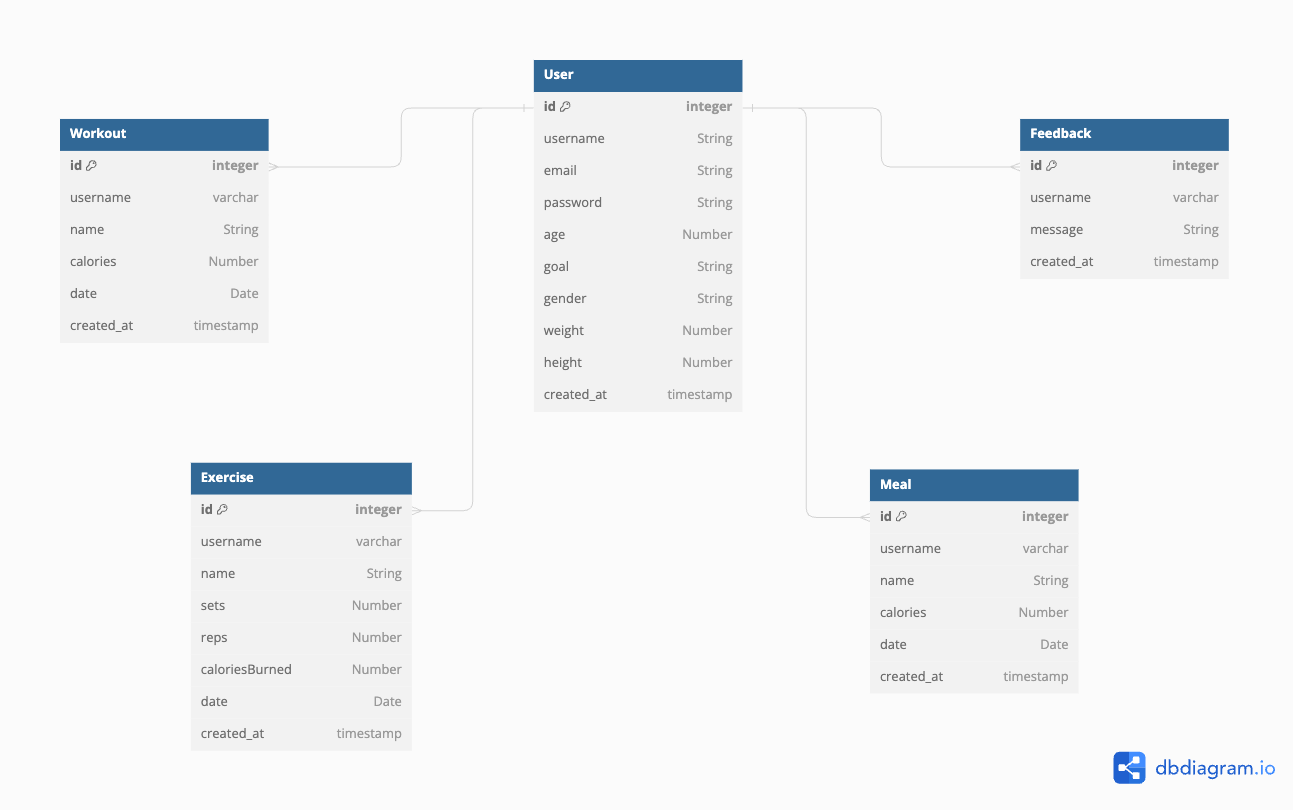 User
id integer
username String
email String
password String
age Number
goal String
gender String
weight Number
height Number
created_at timestamp
Workout
id integer
username varchar
name String
calories Number
date Date
created_at timestamp
Feedback
id integer
username varchar
message String
created_at timestamp
Exercise
id integer
username varchar
name String
sets Number
reps Number
caloriesBurned Number
date Date
created_at timestamp
Meal
id integer
username varchar
name String
calories Number
date Date
created_at timestamp
dbdiagram.io